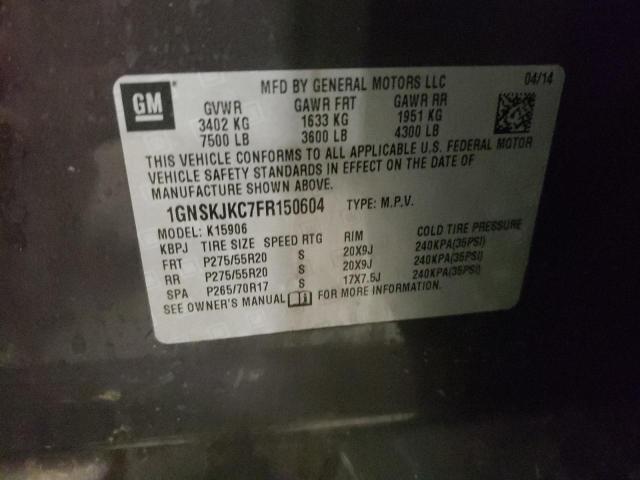 GM
MFD BY GENERAL MOTORS LLC 04/14
GVWR GAWR FRT GAWR RR
3402 KG 1633 KG 1951 KG
7500 LB 3600 LB 4300 LB
THIS VEHICLE CONFORMS TO ALL APPLICABLE U.S. FEDERAL MOTOR
VEHICLE SAFETY STANDARDS IN EFFECT ON THE DATE OF
MANUFACTURE SHOWN ABOVE.
1GNSKJKC7FR150604 TYPE: M.P.V.
MODEL: K15906
KBPJ TIRE SIZE SPEED RTG RIM COLD TIRE PRESSURE
FRT P275/55R20 S 20X9J 240KPA(35PSI)
RR P275/55R20 S 20X9J 240KPA(35PSI)
SPA P265/70R17 S 17X7.5J 240KPA(35PSI)
SEE OWNER'S MANUAL FOR MORE INFORMATION.